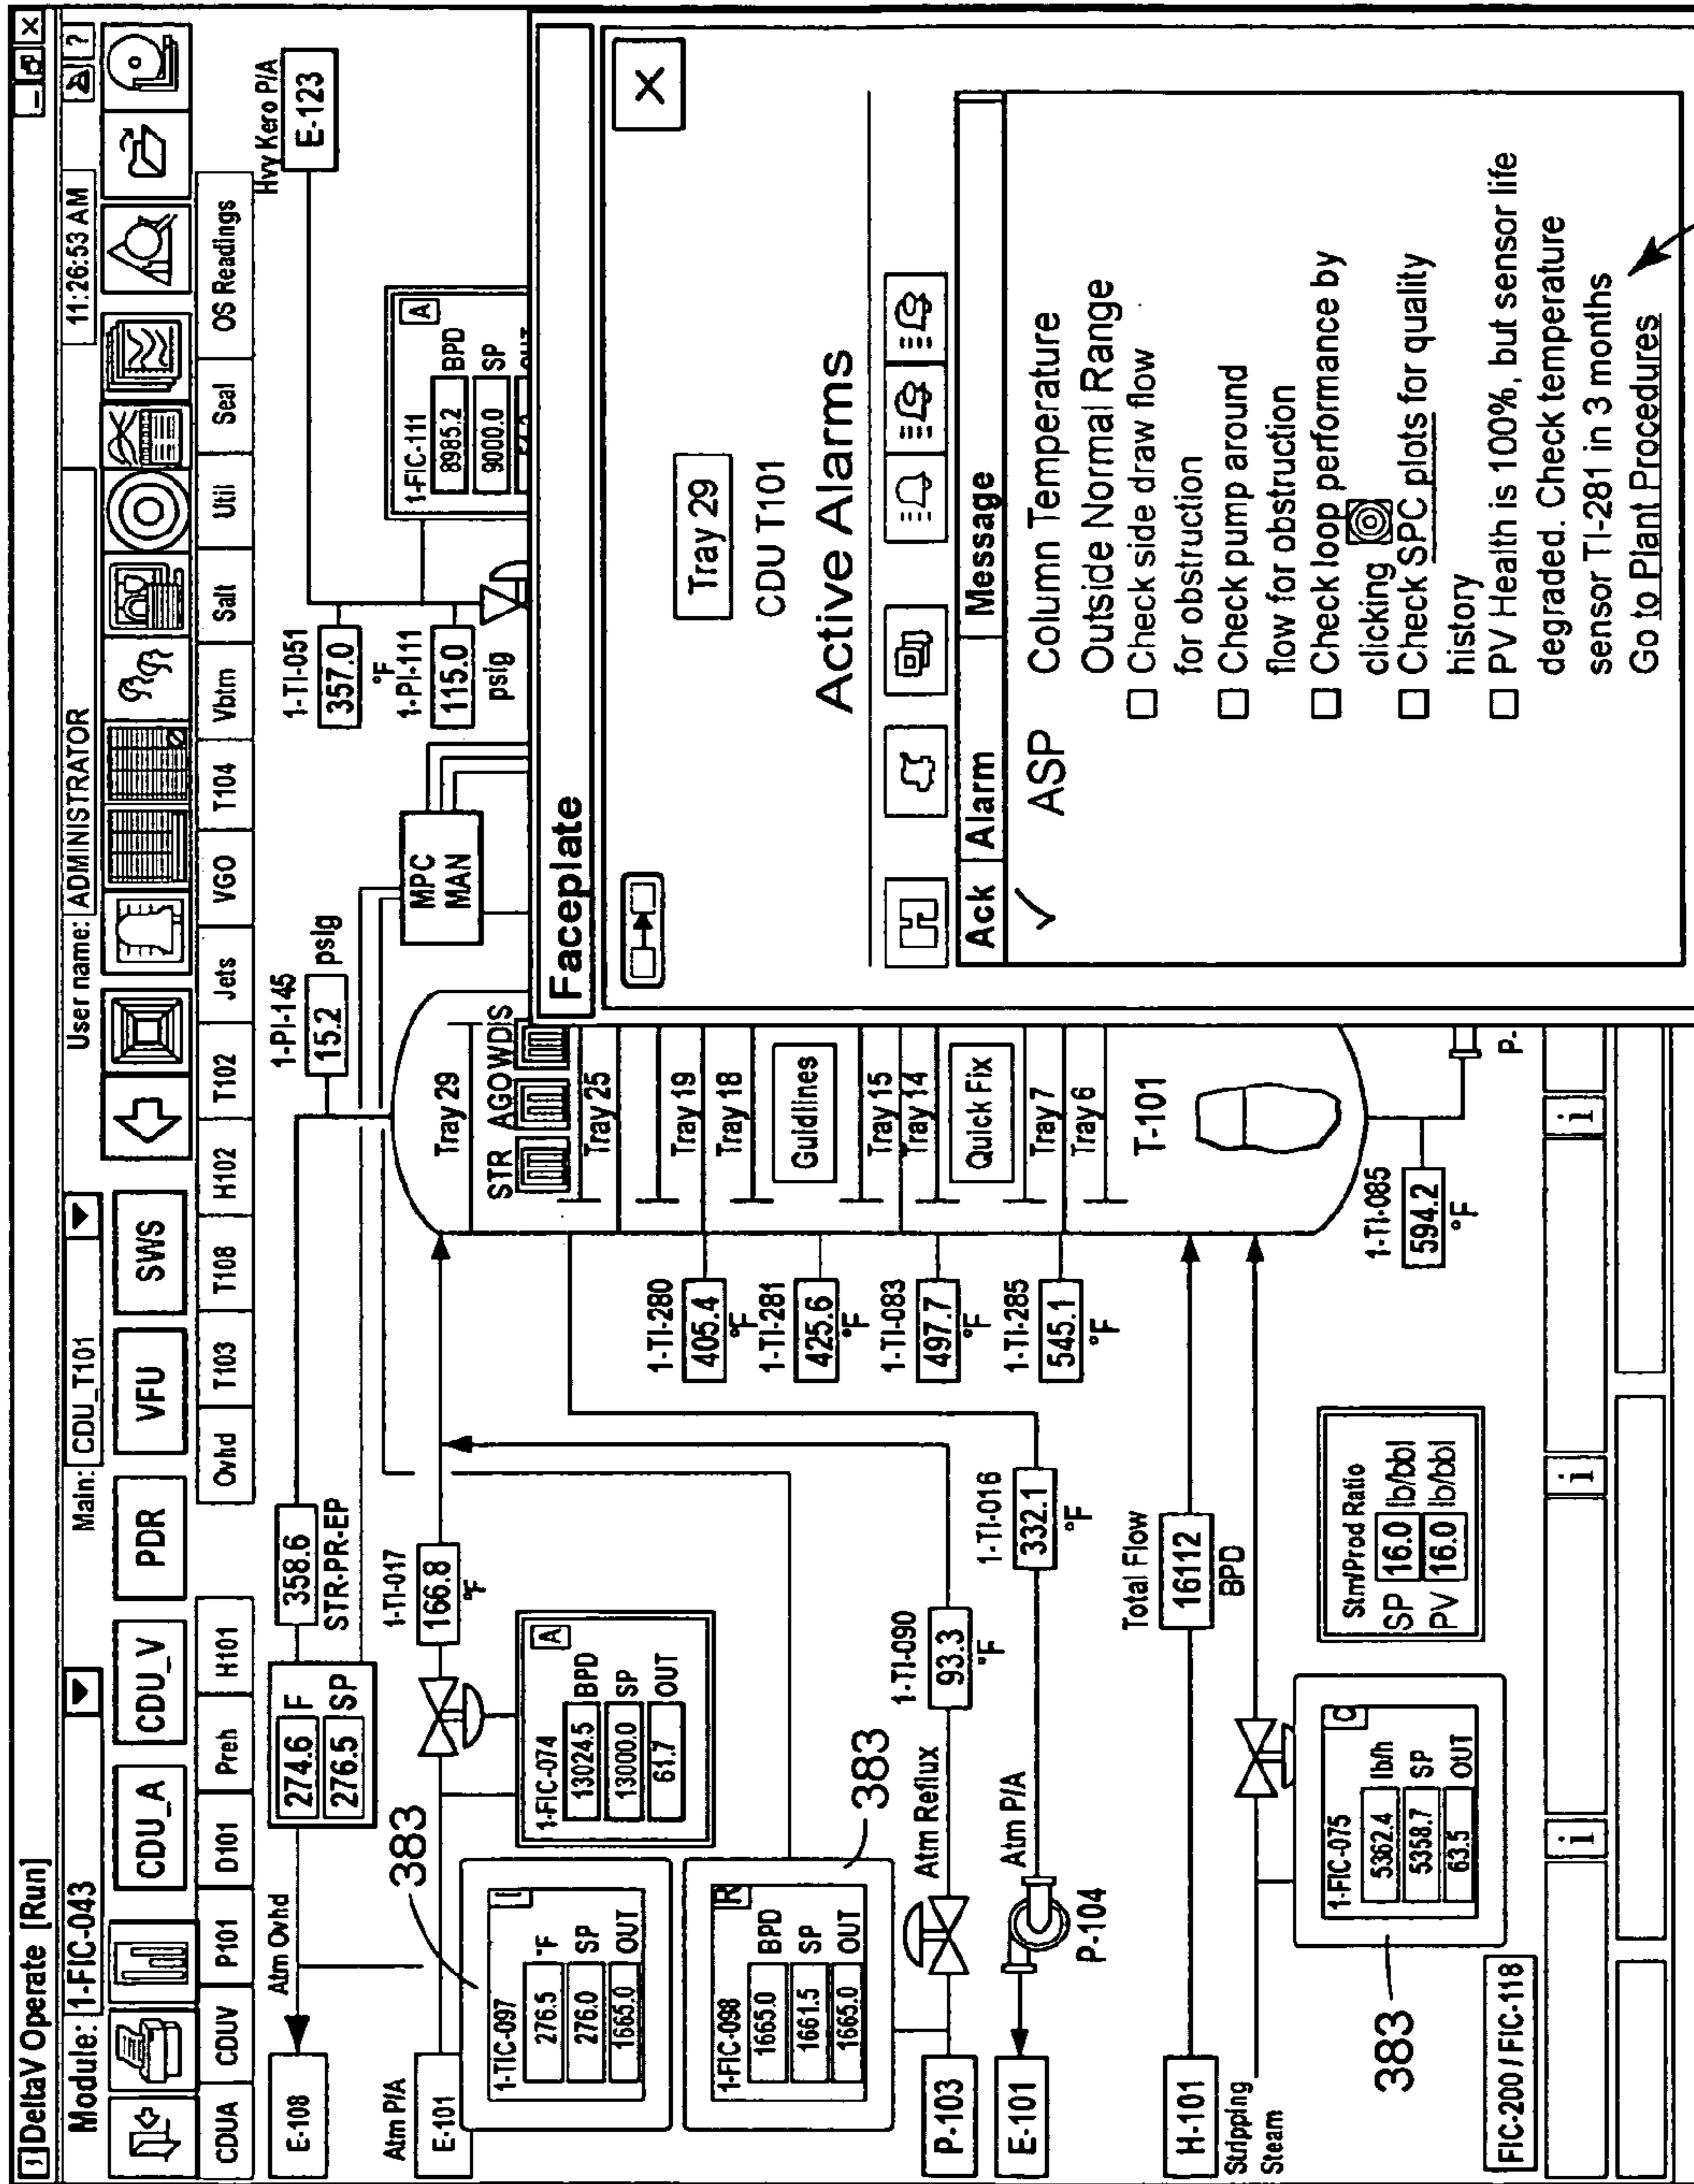 DeltaV Operate [Run]
Module: 1-FIC-043
Main: CDU_T101
User name: ADMINISTRATOR
11:26:53 AM
?
CDU_A
CDU_V
PDR
VFU
SWS
CDUA
CDUV
P101
D101
Preh
H101
Ovhd
T103
T108
H102
T102
Jets
VGO
T104
Vbtm
Salt
Util
Seal
OS Readings
E-108
Atm Ovhd
274.6 F
276.5 SP
358.6
STR-PR-EP
1-PI-145
15.2 psig
MPC
MAN
1-TI-051
357.0
°F
1-PI-111
115.0
psig
1-FIC-111
A
8985.2 BPD
9000.0 SP
OUT
Hvy Kero P/A
E-123
Atm P/A
E-101
383
1-TI-017
166.8
°F
1-TIC-097
276.5 °F
276.0 SP
1665.0 OUT
1-FIC-074
A
13024.5 BPD
13000.0 SP
61.7 OUT
1-FIC-098
R
1665.0 BPD
1661.5 SP
1665.0 OUT
383
P-103
Atm Reflux
1-TI-090
93.3
°F
E-101
Atm P/A
P-104
1-TI-016
332.1
°F
H-101
Total Flow
16112
BPD
Stripping
Steam
383
1-FIC-075
C
5362.4 lb/h
5358.7 SP
63.5 OUT
Stm/Prod Ratio
SP 16.0 lb/bbl
PV 16.0 lb/bbl
FIC-200 / FIC-118
1-TI-280
405.4
°F
1-TI-281
425.6
°F
1-TI-083
497.7
°F
1-TI-285
545.1
°F
1-TI-085
594.2
°F
Tray 29
STR AGO WDIS
Tray 25
Tray 19
Tray 18
Guidlines
Tray 15
Tray 14
Quick Fix
Tray 7
Tray 6
T-101
P-
i
i
i
Faceplate
X
Tray 29
CDU T101
Active Alarms
Ack Alarm Message
ASP Column Temperature
Outside Normal Range
Check side draw flow
for obstruction
Check pump around
flow for obstruction
Check loop performance by
clicking
Check SPC plots for quality
history
PV Health is 100%, but sensor life
degraded. Check temperature
sensor TI-281 in 3 months
Go to Plant Procedures